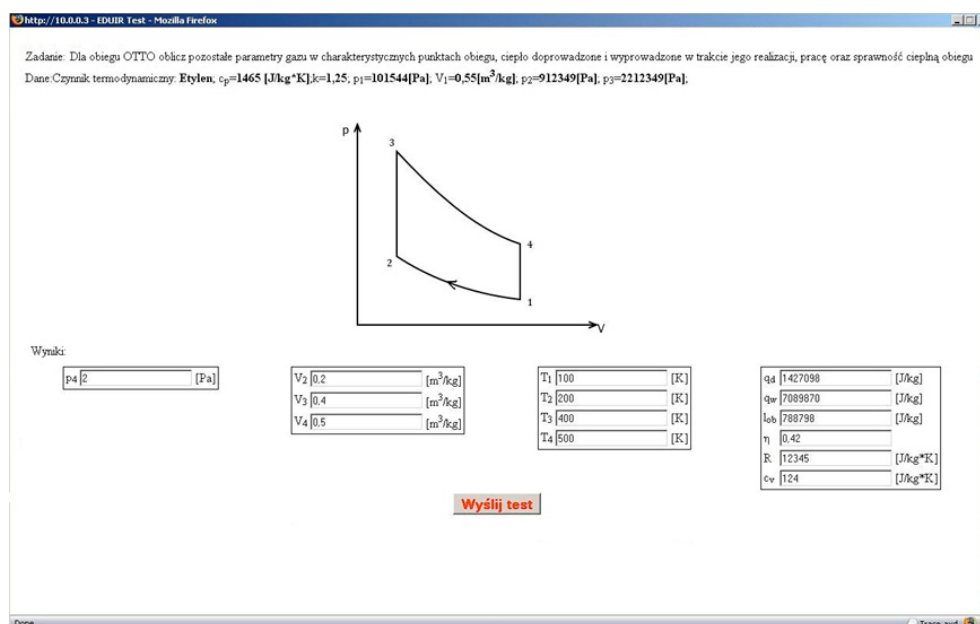 http://10.0.0.3 - EDUIR Test - Mozilla Firefox
Zadanie: Dla obiegu OTTO oblicz pozostałe parametry gazu w charakterystycznych punktach obiegu, ciepło doprowadzone i wyprowadzone w trakcie jego realizacji, pracę oraz sprawność cieplną obiegu
Dane:Czynnik termodynamiczny: Etylen; cp=1465 [J/kg*K];k=1,25; p1=101544[Pa]; V1=0,55[m3/kg]; p2=912349[Pa]; p3=2212349[Pa];
p
3
4
2
1
V
Wyniki:
p4 2 [Pa]
V2 0,2 [m3/kg]
V3 0,4 [m3/kg]
V4 0,5 [m3/kg]
T1 100 [K]
T2 200 [K]
T3 400 [K]
T4 500 [K]
qd 1427098 [J/kg]
qw 7089870 [J/kg]
lob 788798 [J/kg]
η 0,42
R 12345 [J/kg*K]
cv 124 [J/kg*K]
Wyślij test
Done